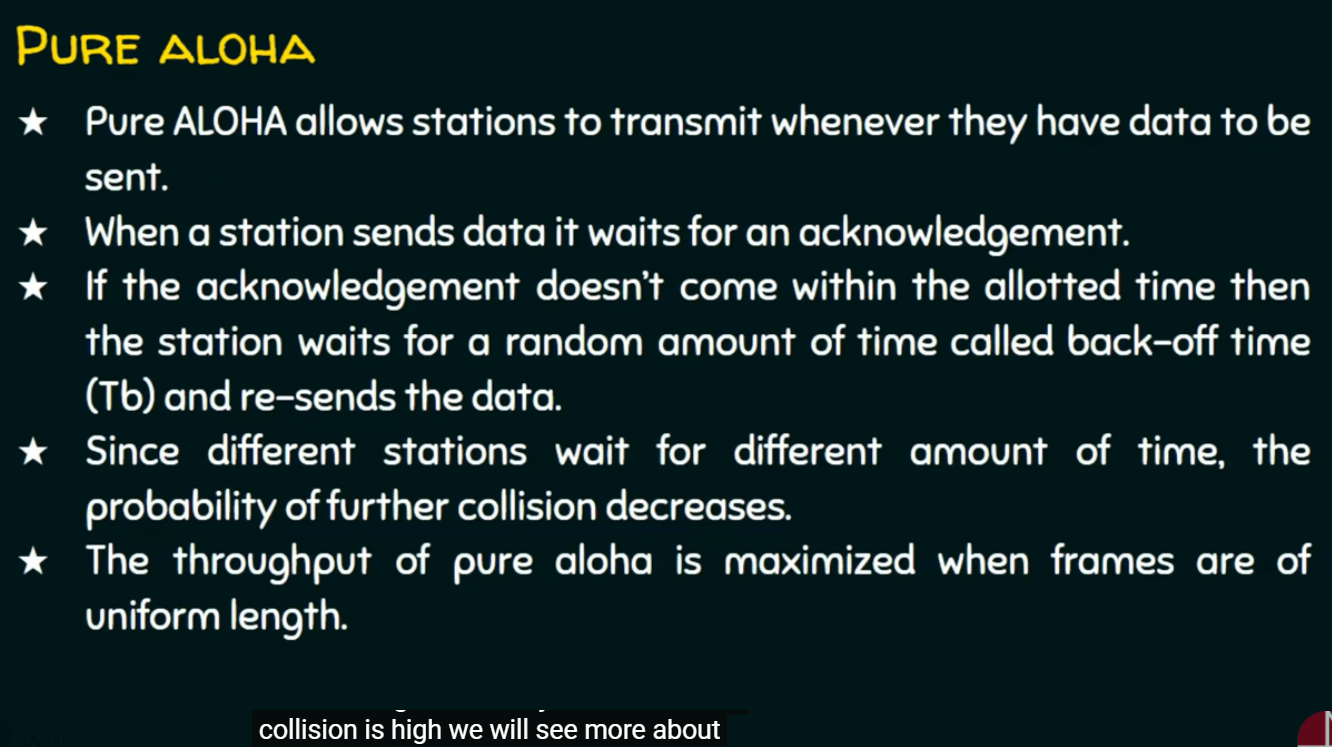 PURE ALOHA
★ Pure ALOHA allows stations to transmit whenever they have data to be
sent.
★ When a station sends data it waits for an acknowledgement.
★ If the acknowledgement doesn't come within the allotted time then
the station waits for a random amount of time called back-off time
(Tb) and re-sends the data.
★ Since different stations wait for different amount of time, the
probability of further collision decreases.
★ The throughput of pure aloha is maximized when frames are of
uniform length.
collision is high we will see more about